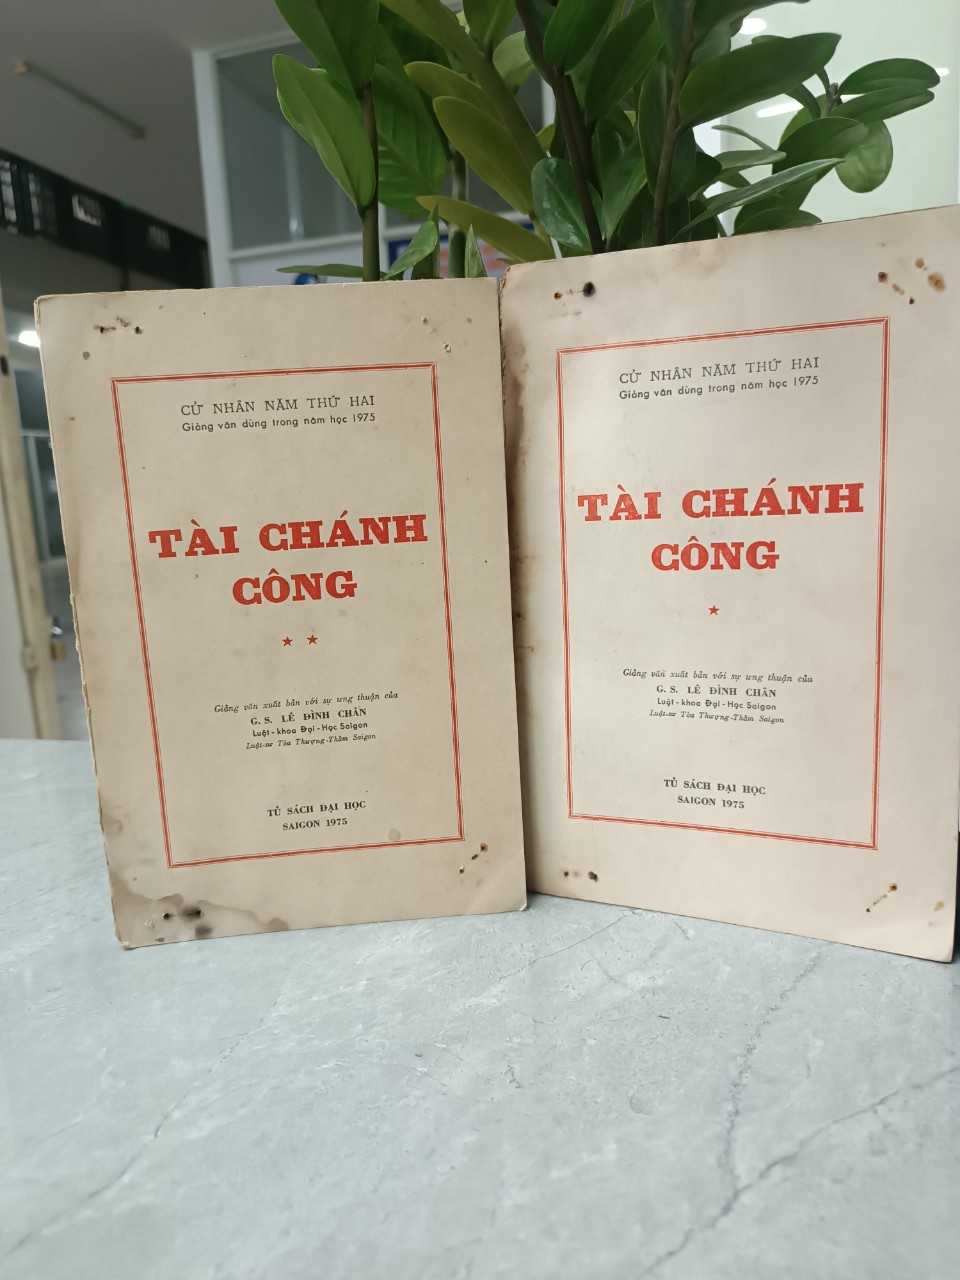 CỬ NHÂN NĂM THỨ HAI
Giảng văn dùng trong năm học 1975
TÀI CHÁNH
CÔNG
★ ★
Giảng văn xuất bản với sự ưng thuận của
G. S. LÊ ĐÌNH CHÂN
Luật - khoa Đại - Học Saigon
Luật-sư Tòa Thượng-Thẩm Saigon
TỦ SÁCH ĐẠI HỌC
SAIGON 1975
CỬ NHÂN NĂM THỨ HAI
Giảng văn dùng trong năm học 1975
TÀI CHÁNH
CÔNG
★
Giảng văn xuất bản với sự ưng thuận của
G. S. LÊ ĐÌNH CHÂN
Luật - khoa Đại - Học Saigon
Luật-sư Tòa Thượng-Thẩm Saigon
TỦ SÁCH ĐẠI HỌC
SAIGON 1975